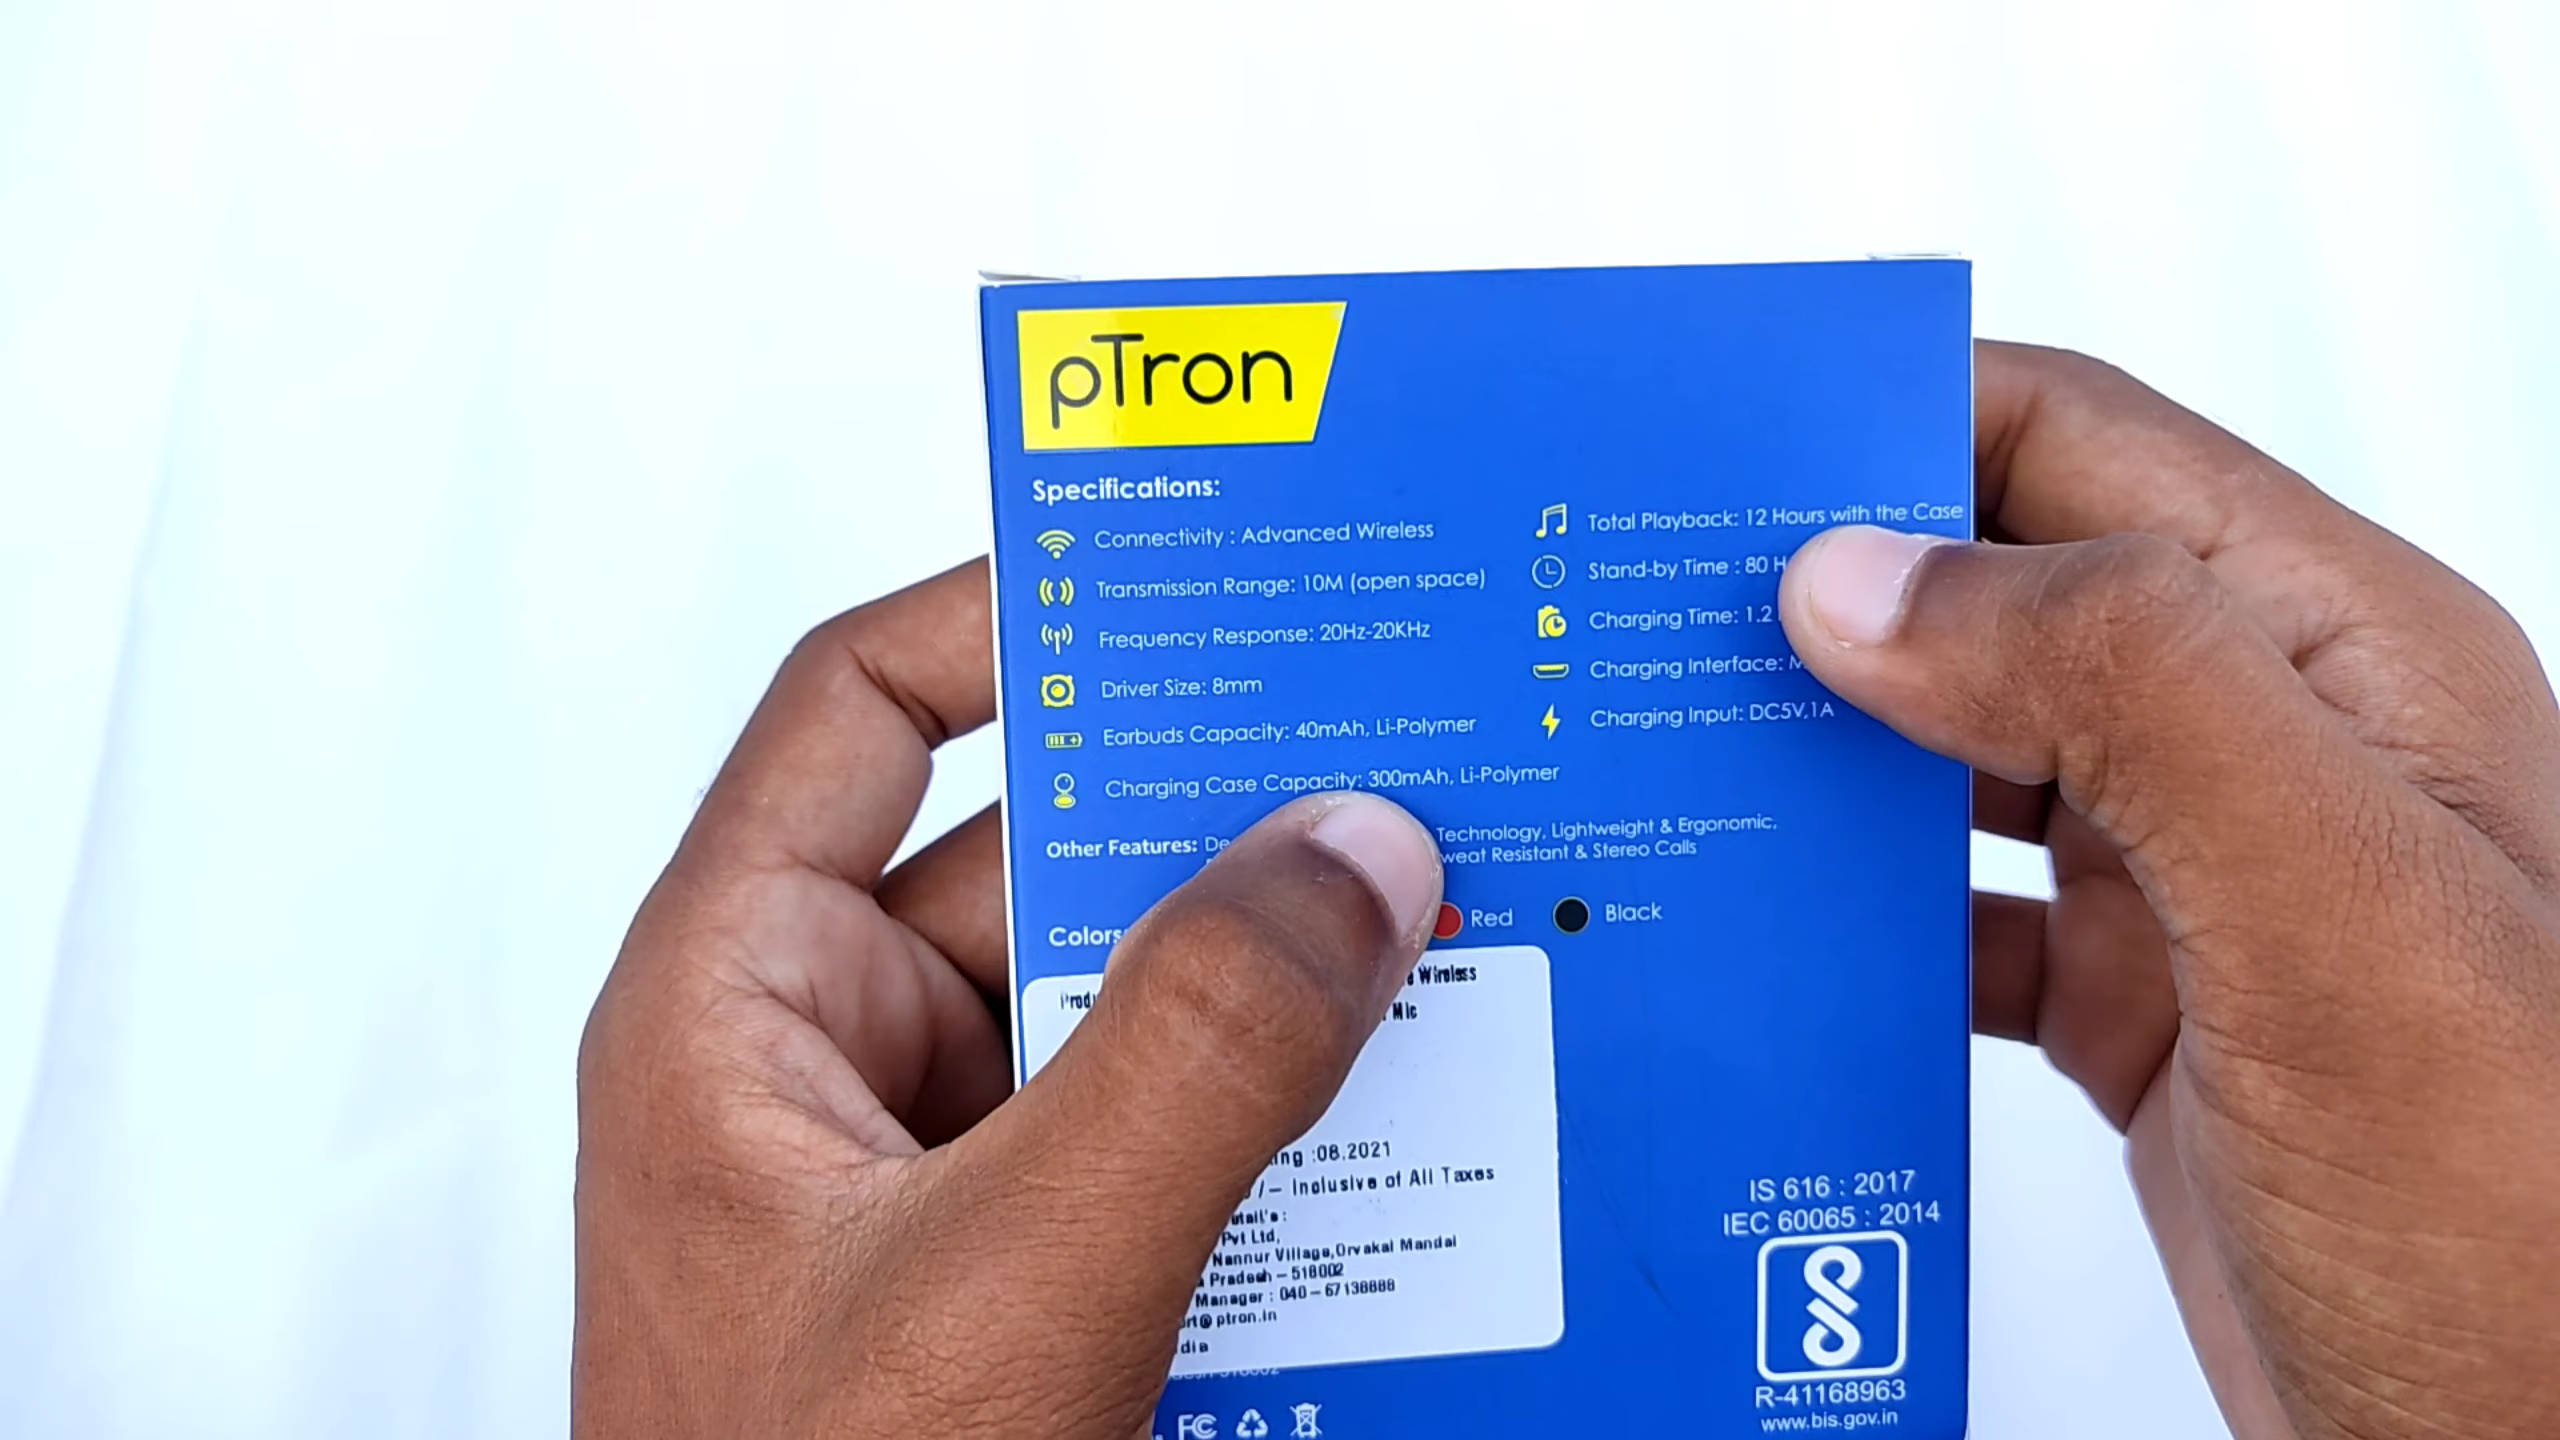 pTron
Specifications:
Connectivity : Advanced Wireless
Transmission Range: 10M (open space)
Frequency Response: 20Hz-20KHz
Driver Size: 8mm
Earbuds Capacity: 40mAh, Li-Polymer
Charging Case Capacity: 300mAh, Li-Polymer
Total Playback: 12 Hours with the Case
Stand-by Time : 80 H
Charging Time: 1.2
Charging Interface: M
Charging Input: DC5V,1A
Other Features: De Technology, Lightweight & Ergonomic,
weat Resistant & Stereo Calls
Colors Red Black
Produ Wireless
Mic
ing :08.2021
/– Inclusive of All Taxes
etail's :
Pvt Ltd,
Nannur Village,Orvakal Mandal
Pradesh – 518002
Manager : 040 – 67138888
ort@ ptron.in
dia
IS 616 : 2017
IEC 60065 : 2014
R-41168963
www.bis.gov.in
FC